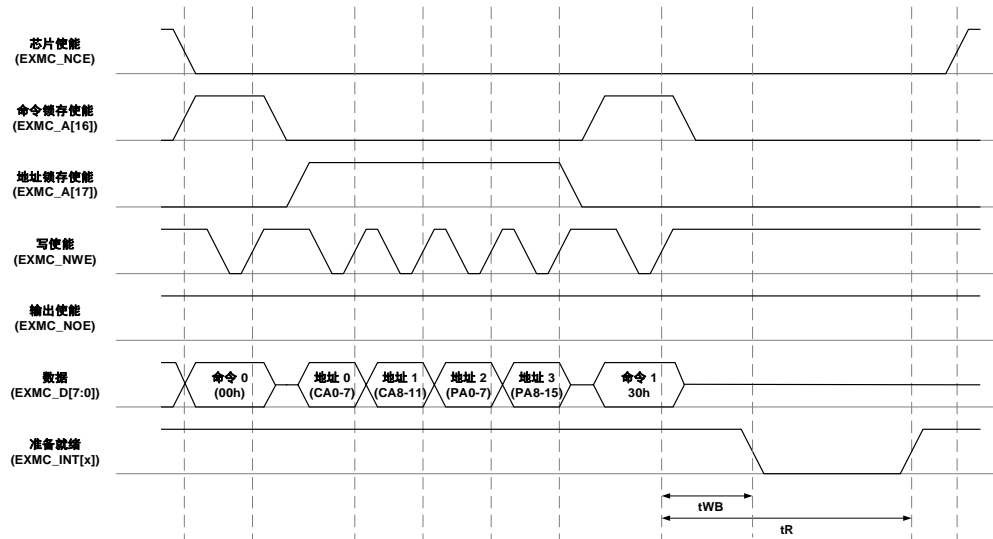 芯片使能
(EXMC_NCE)
命令锁存使能
(EXMC_A[16])
地址锁存使能
(EXMC_A[17])
写使能
(EXMC_NWE)
输出使能
(EXMC_NOE)
数据
(EXMC_D[7:0])
命令 0
(00h)
地址 0
(CA0-7)
地址 1
(CA8-11)
地址 2
(PA0-7)
地址 3
(PA8-15)
命令 1
30h
准备就绪
(EXMC_INT[x])
tWB
tR